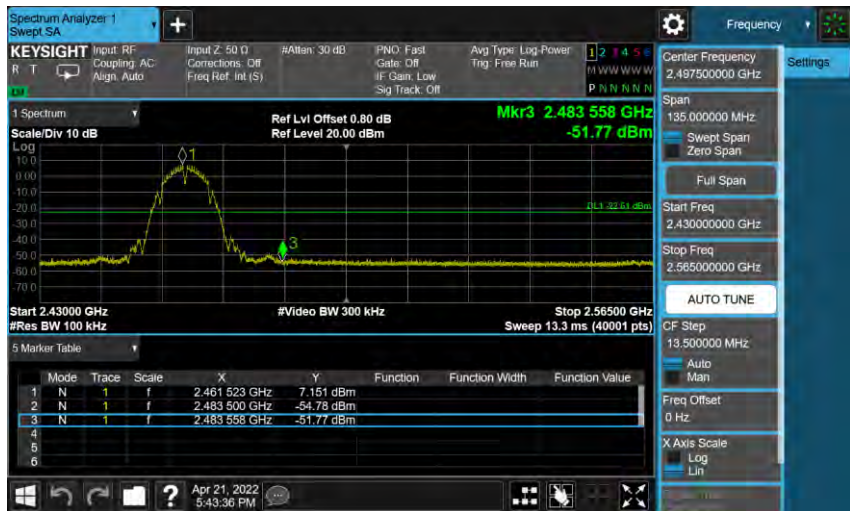 Spectrum Analyzer 1
Swept SA
Frequency
KEYSIGHT
R T
LM
Input: RF
Coupling: AC
Align: Auto
Input Z: 50 Ω
Corrections: Off
Freq Ref: Int (S)
#Atten: 30 dB
PNO: Fast
Gate: Off
IF Gain: Low
Sig Track: Off
Avg Type: Log-Power
Trig: Free Run
1 2 3 4 5 6
M W W W W W
P N N N N N
1 Spectrum
Scale/Div 10 dB
Ref Lvl Offset 0.80 dB
Ref Level 20.00 dBm
Mkr3 2.483 558 GHz
-51.77 dBm
Log
10.0
0.00
-10.0
-20.0
-30.0
-40.0
-50.0
-60.0
-70.0
1
3
DL1 -22.61 dBm
Start 2.43000 GHz
#Video BW 300 kHz
Stop 2.56500 GHz
#Res BW 100 kHz
Sweep 13.3 ms (40001 pts)
5 Marker Table
Mode Trace Scale X Y Function Function Width Function Value
1 N 1 f 2.461 523 GHz 7.151 dBm
2 N 1 f 2.483 500 GHz -54.78 dBm
3 N 1 f 2.483 558 GHz -51.77 dBm
4
5
6
?
Apr 21, 2022
5:43:36 PM
Center Frequency
2.497500000 GHz
Settings
Span
135.000000 MHz
Swept Span
Zero Span
Full Span
Start Freq
2.430000000 GHz
Stop Freq
2.565000000 GHz
AUTO TUNE
CF Step
13.500000 MHz
Auto
Man
Freq Offset
0 Hz
X Axis Scale
Log
Lin